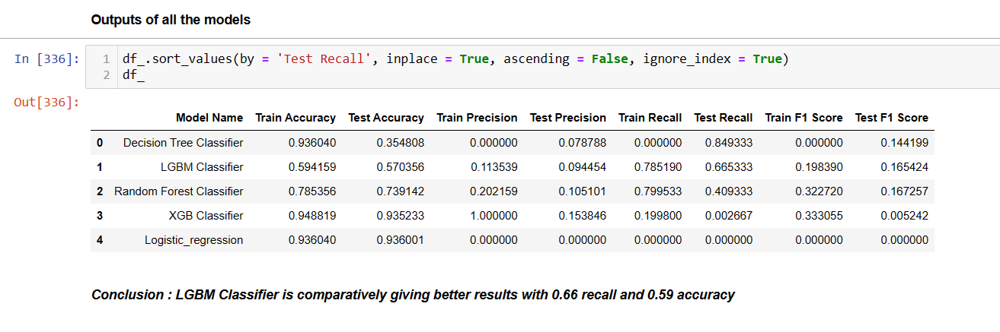 Outputs of all the models
In [336]: 1 df_.sort_values(by = 'Test Recall', inplace = True, ascending = False, ignore_index = True)
2 df_
Out[336]:
Model Name Train Accuracy Test Accuracy Train Precision Test Precision Train Recall Test Recall Train F1 Score Test F1 Score
0 Decision Tree Classifier 0.936040 0.354808 0.000000 0.078788 0.000000 0.849333 0.000000 0.144199
1 LGBM Classifier 0.594159 0.570356 0.113539 0.094454 0.785190 0.665333 0.198390 0.165424
2 Random Forest Classifier 0.785356 0.739142 0.202159 0.105101 0.799533 0.409333 0.322720 0.167257
3 XGB Classifier 0.948819 0.935233 1.000000 0.153846 0.199800 0.002667 0.333055 0.005242
4 Logistic_regression 0.936040 0.936001 0.000000 0.000000 0.000000 0.000000 0.000000 0.000000
Conclusion : LGBM Classifier is comparatively giving better results with 0.66 recall and 0.59 accuracy